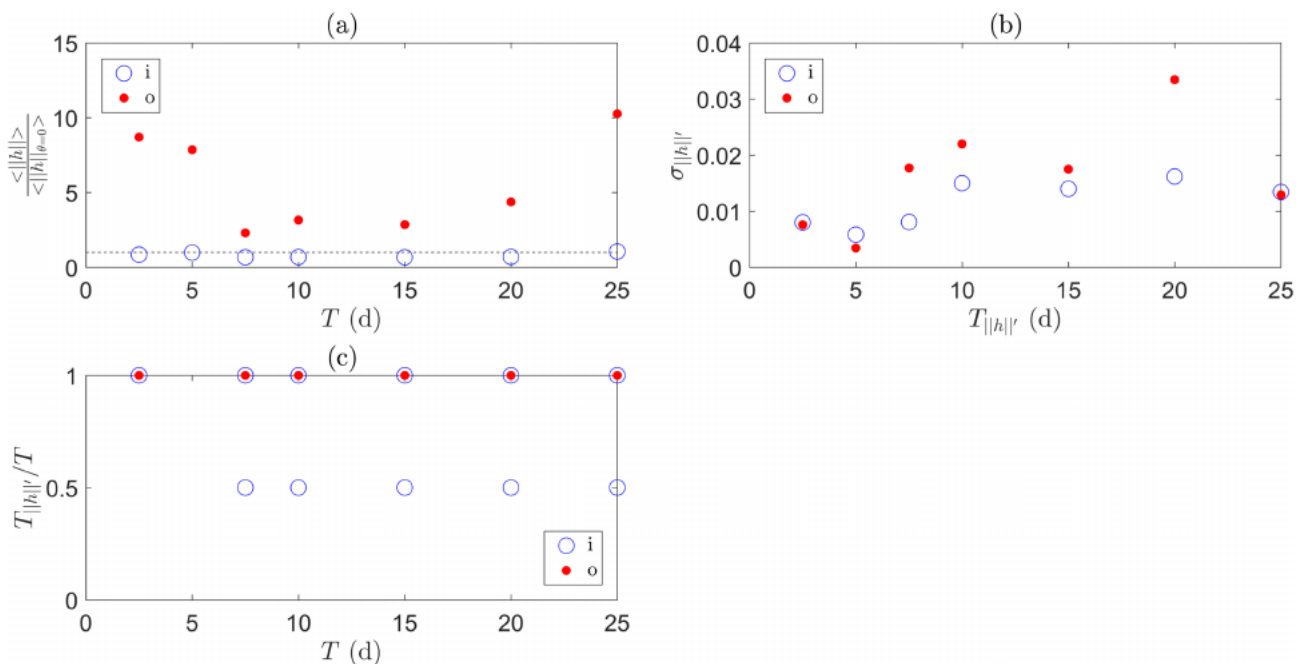 (a)
15
10
5
0
<||h||>
<||h||θ=0>
i
o
0 5 10 15 20 25
T (d)
(b)
0.04
0.03
0.02
0.01
0
σ||h||′
i
o
0 5 10 15 20 25
T||h||′ (d)
(c)
1
0.5
0
T||h||′/T
i
o
0 5 10 15 20 25
T (d)